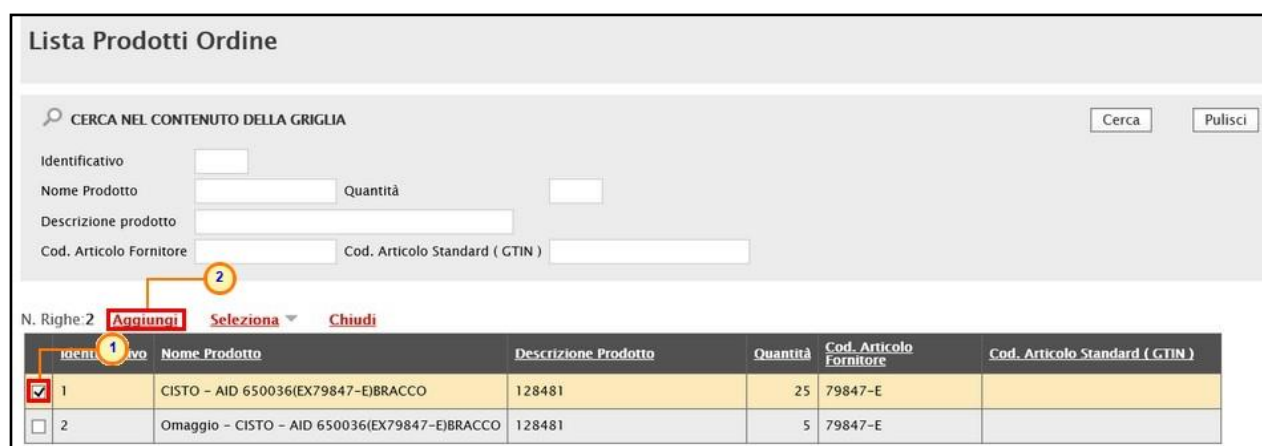 Lista Prodotti Ordine
CERCA NEL CONTENUTO DELLA GRIGLIA Cerca Pulisci
Identificativo
Nome Prodotto Quantità
Descrizione prodotto
Cod. Articolo Fornitore Cod. Articolo Standard ( GTIN )
2
N. Righe:2 Aggiungi Seleziona Chiudi
1 Nome Prodotto Descrizione Prodotto Quantità Cod. Articolo Fornitore Cod. Articolo Standard ( GTIN )
1 CISTO - AID 650036(EX79847-E)BRACCO 128481 25 79847-E
2 Omaggio - CISTO - AID 650036(EX79847-E)BRACCO 128481 5 79847-E